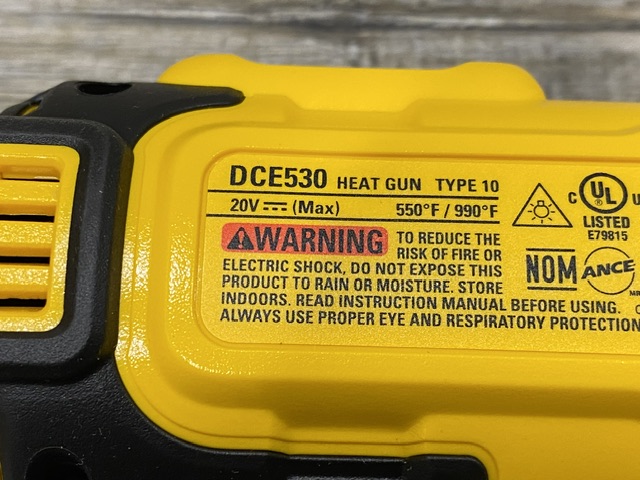 DCE530 HEAT GUN TYPE 10
20V ⎓ (Max) 550°F / 990°F
C UL U
LISTED
E79815
WARNING TO REDUCE THE
RISK OF FIRE OR
ELECTRIC SHOCK, DO NOT EXPOSE THIS
PRODUCT TO RAIN OR MOISTURE. STORE
INDOORS. READ INSTRUCTION MANUAL BEFORE USING.
ALWAYS USE PROPER EYE AND RESPIRATORY PROTECTION
NOM ANCE